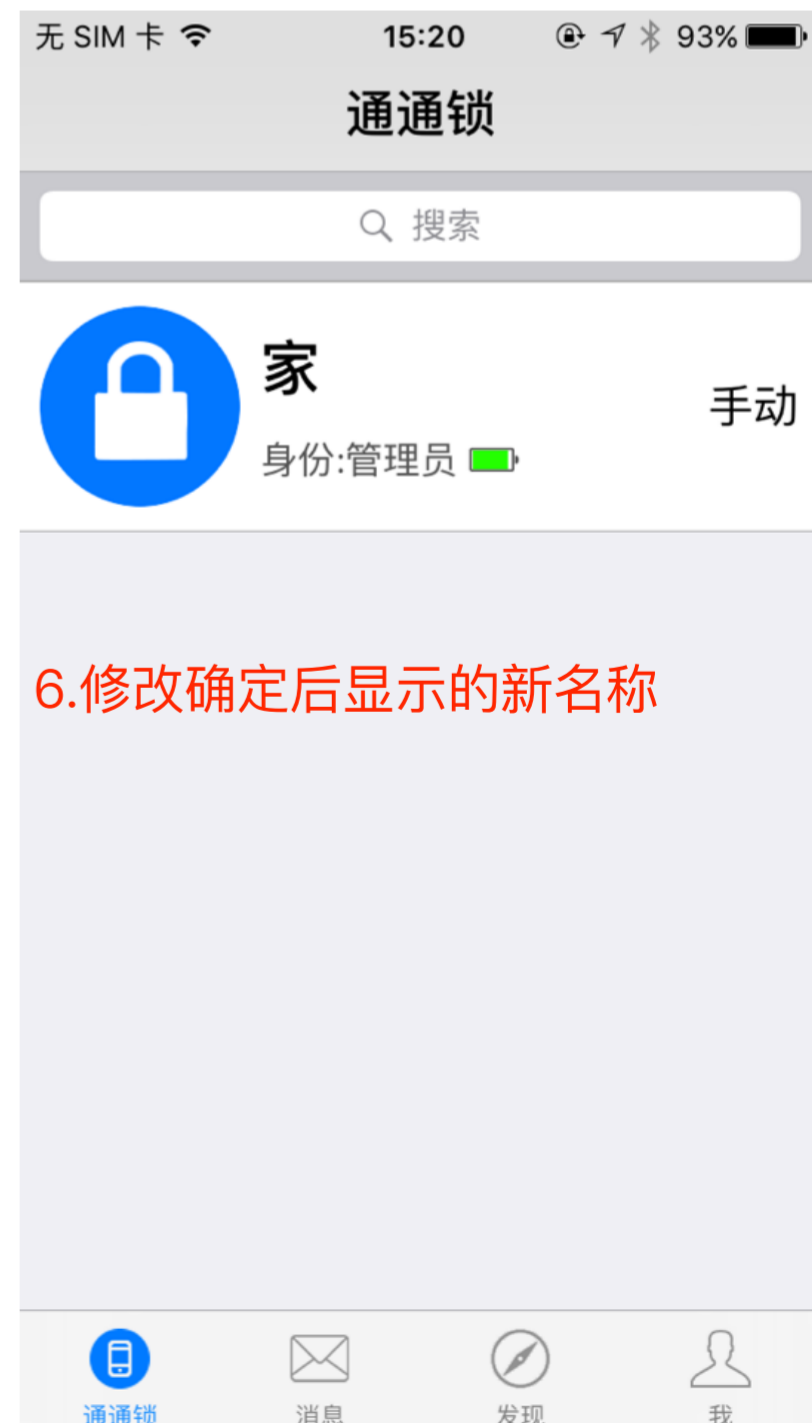 无 SIM 卡 15:20 93%
通通锁
搜索
家
手动
身份:管理员
6.修改确定后显示的新名称
通通锁 消息 发现 我